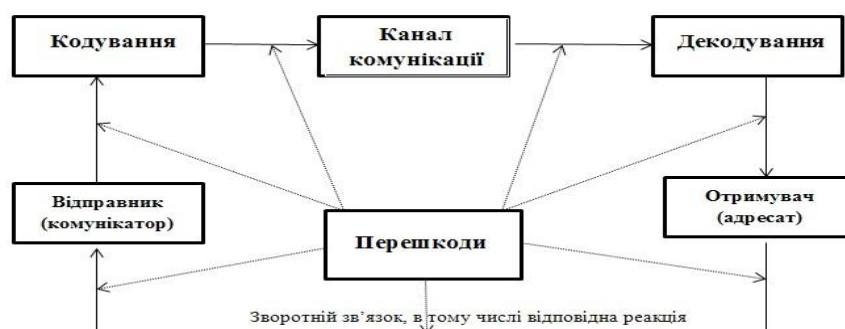 Кодування
Канал
комунікації
Декодування
Відправник
(комунікатор)
Отримувач
(адресат)
Перешкоди
Зворотній зв’язок, в тому числі відповідна реакція